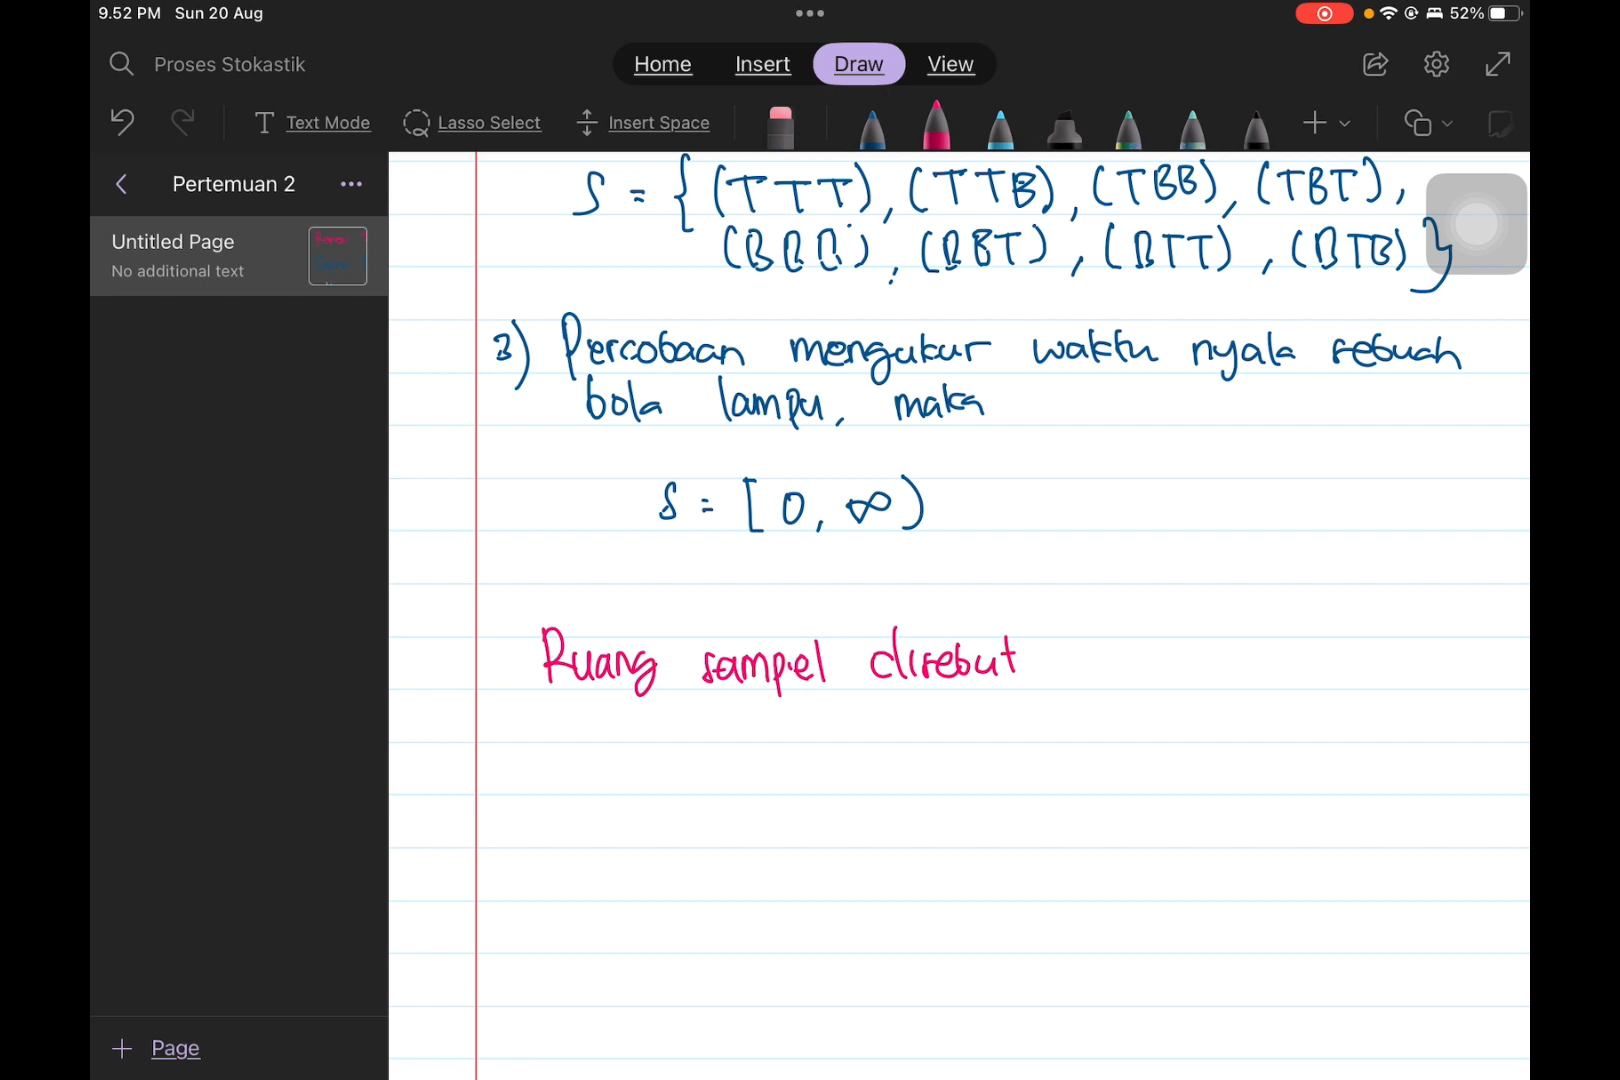 9.52 PM Sun 20 Aug
52%
Proses Stokastik
Home Insert Draw View
Text Mode Lasso Select Insert Space
Pertemuan 2
Untitled Page
No additional text
S = { (TTT), (TTB), (TBB), (TBT),
(BBB), (BBT), (BTT), (BTB) }
3) Percobaan mengukur waktu nyala sebuah
bola lampu, maka
S = [0, ∞)
Ruang sampel disebut
Page